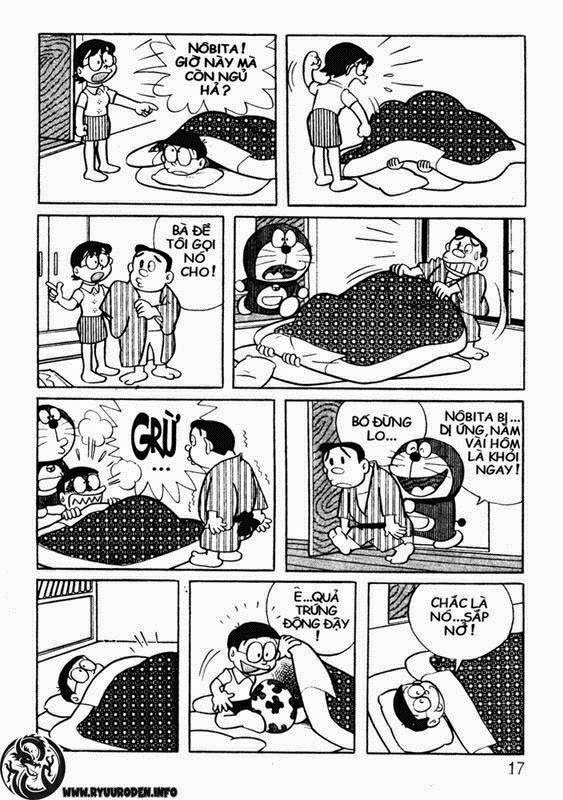 NÔBITA!
GIỜ NÀY MÀ
CÒN NGỦ
HẢ?
BÀ ĐỂ
TÔI GỌI
NÓ
CHO!
GRỪ
...
BỐ ĐỪNG
LO...
NÔBITA BỊ...
DỊ ỨNG, NẰM
VÀI HÔM
LÀ KHỎI
NGAY!
Ê...QUẢ
TRỨNG
ĐỘNG ĐẬY
!
CHẮC LÀ
NÓ...SẮP
NỞ!
17
WWW.RYUURODEN.INFO